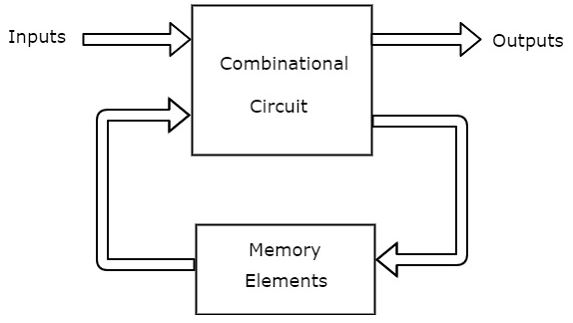 Inputs
Combinational
Circuit
Outputs
Memory
Elements